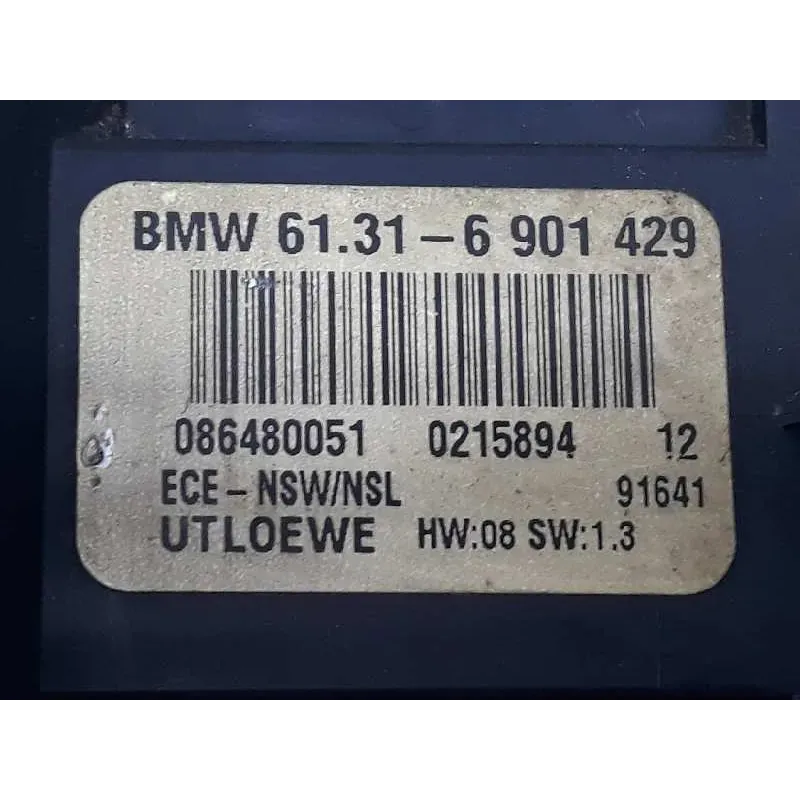 BMW 61.31-6 901 429
086480051 0215894 12
ECE-NSW/NSL 91641
UTLOEWE HW:08 SW:1.3